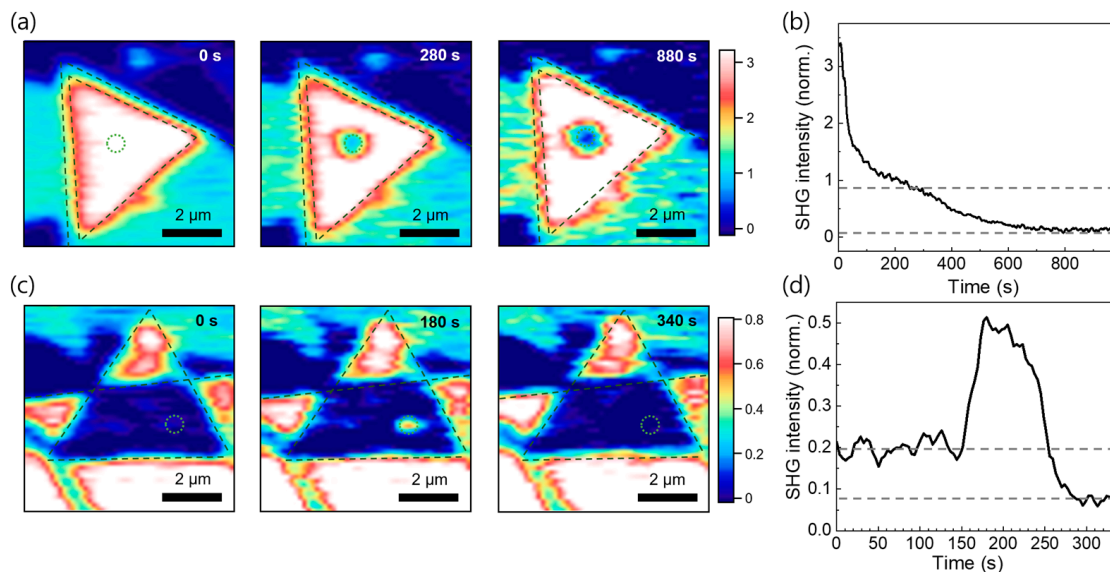 (a)
0 s
2 µm
280 s
2 µm
880 s
2 µm
3
2
1
0
(b)
SHG intensity (norm.)
3
2
1
0
0 200 400 600 800
Time (s)
(c)
0 s
2 µm
180 s
2 µm
340 s
2 µm
0.8
0.6
0.4
0.2
0
(d)
SHG intensity (norm.)
0.5
0.4
0.3
0.2
0.1
0.0
0 50 100 150 200 250 300
Time (s)